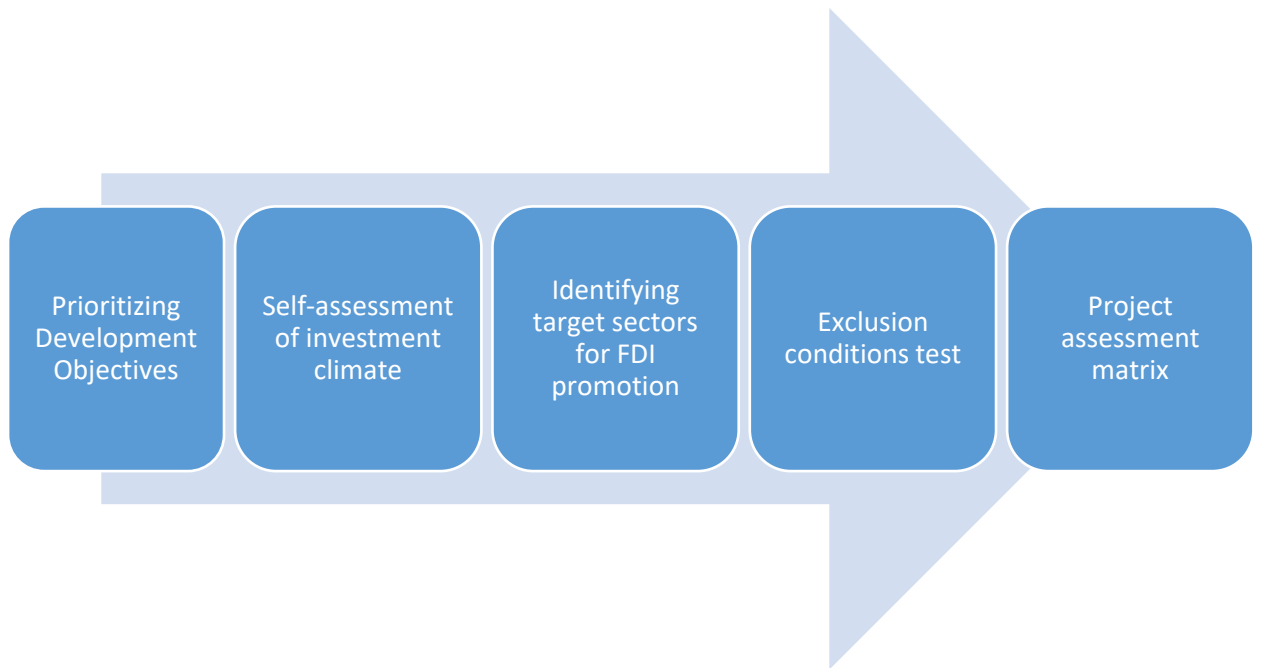 Prioritizing
Development
Objectives
Self-assessment
of investment
climate
Identifying
target sectors
for FDI
promotion
Exclusion
conditions test
Project
assessment
matrix